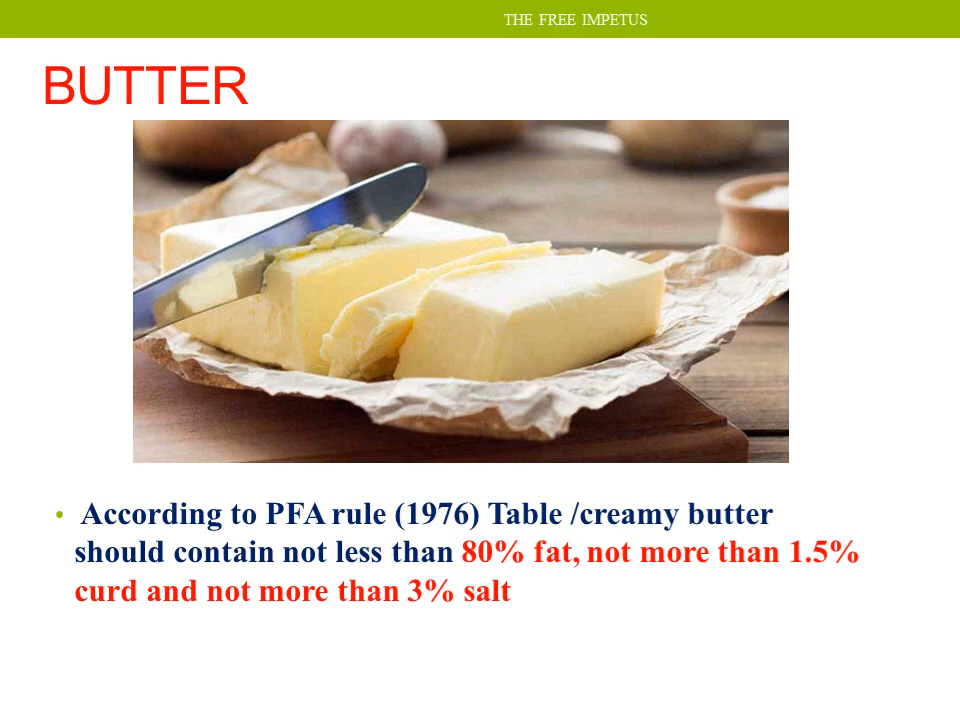 THE FREE IMPETUS
BUTTER
• According to PFA rule (1976) Table /creamy butter
should contain not less than 80% fat, not more than 1.5%
curd and not more than 3% salt